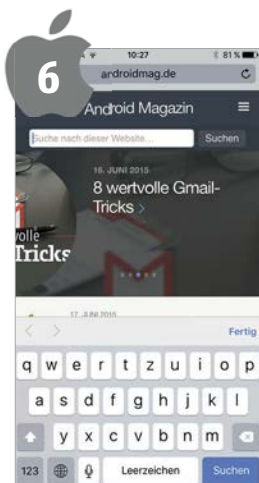 6
10:27 81 %
ardroidmag.de
Android Magazin
Suche nach dieser Website... Suchen
16. JUNI 2015
8 wertvolle Gmail-
Tricks >
volle
Tricks
17. JUNI 2015
Fertig
q w e r t z u i o p
a s d f g h j k l
y x c v b n m
123 Leerzeichen Suchen